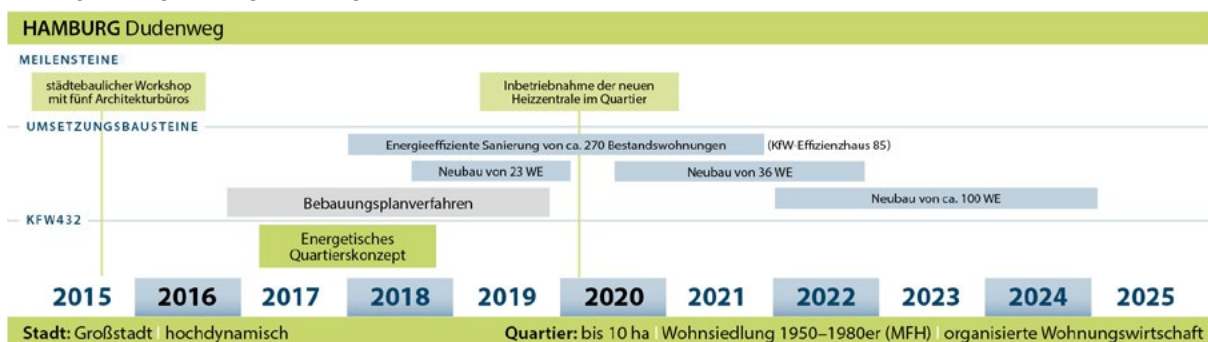 HAMBURG Dudenweg
MEILENSTEINE
städtebaulicher Workshop
mit fünf Architekturbüros
Inbetriebnahme der neuen
Heizzentrale im Quartier
UMSETZUNGSBAUSTEINE
Energieeffiziente Sanierung von ca. 270 Bestandswohnungen (KfW-Effizienzhaus 85)
Neubau von 23 WE
Neubau von 36 WE
Bebauungsplanverfahren
Neubau von ca. 100 WE
KFW432
Energetisches
Quartierskonzept
2015 2016 2017 2018 2019 2020 2021 2022 2023 2024 2025
Stadt: Großstadt | hochdynamisch
Quartier: bis 10 ha | Wohnsiedlung 1950–1980er (MFH) | organisierte Wohnungswirtschaft